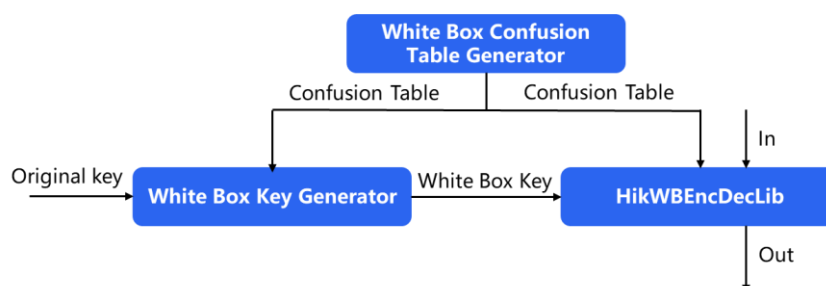 White Box Confusion
Table Generator
Confusion Table
Confusion Table
In
Original key
White Box Key Generator
White Box Key
HikWBEncDecLib
Out